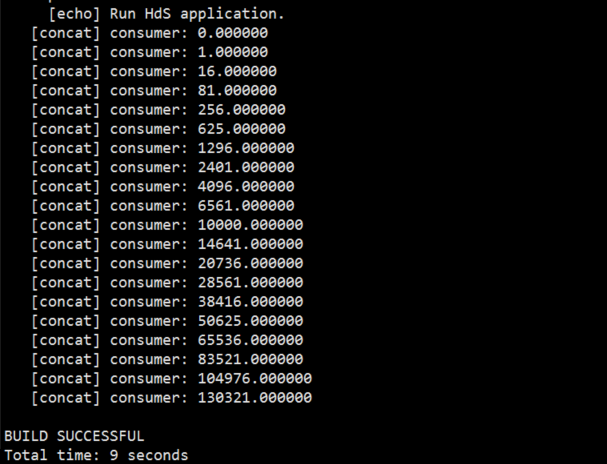 [echo] Run HdS application.
[concat] consumer: 0.000000
[concat] consumer: 1.000000
[concat] consumer: 16.000000
[concat] consumer: 81.000000
[concat] consumer: 256.000000
[concat] consumer: 625.000000
[concat] consumer: 1296.000000
[concat] consumer: 2401.000000
[concat] consumer: 4096.000000
[concat] consumer: 6561.000000
[concat] consumer: 10000.000000
[concat] consumer: 14641.000000
[concat] consumer: 20736.000000
[concat] consumer: 28561.000000
[concat] consumer: 38416.000000
[concat] consumer: 50625.000000
[concat] consumer: 65536.000000
[concat] consumer: 83521.000000
[concat] consumer: 104976.000000
[concat] consumer: 130321.000000
BUILD SUCCESSFUL
Total time: 9 seconds